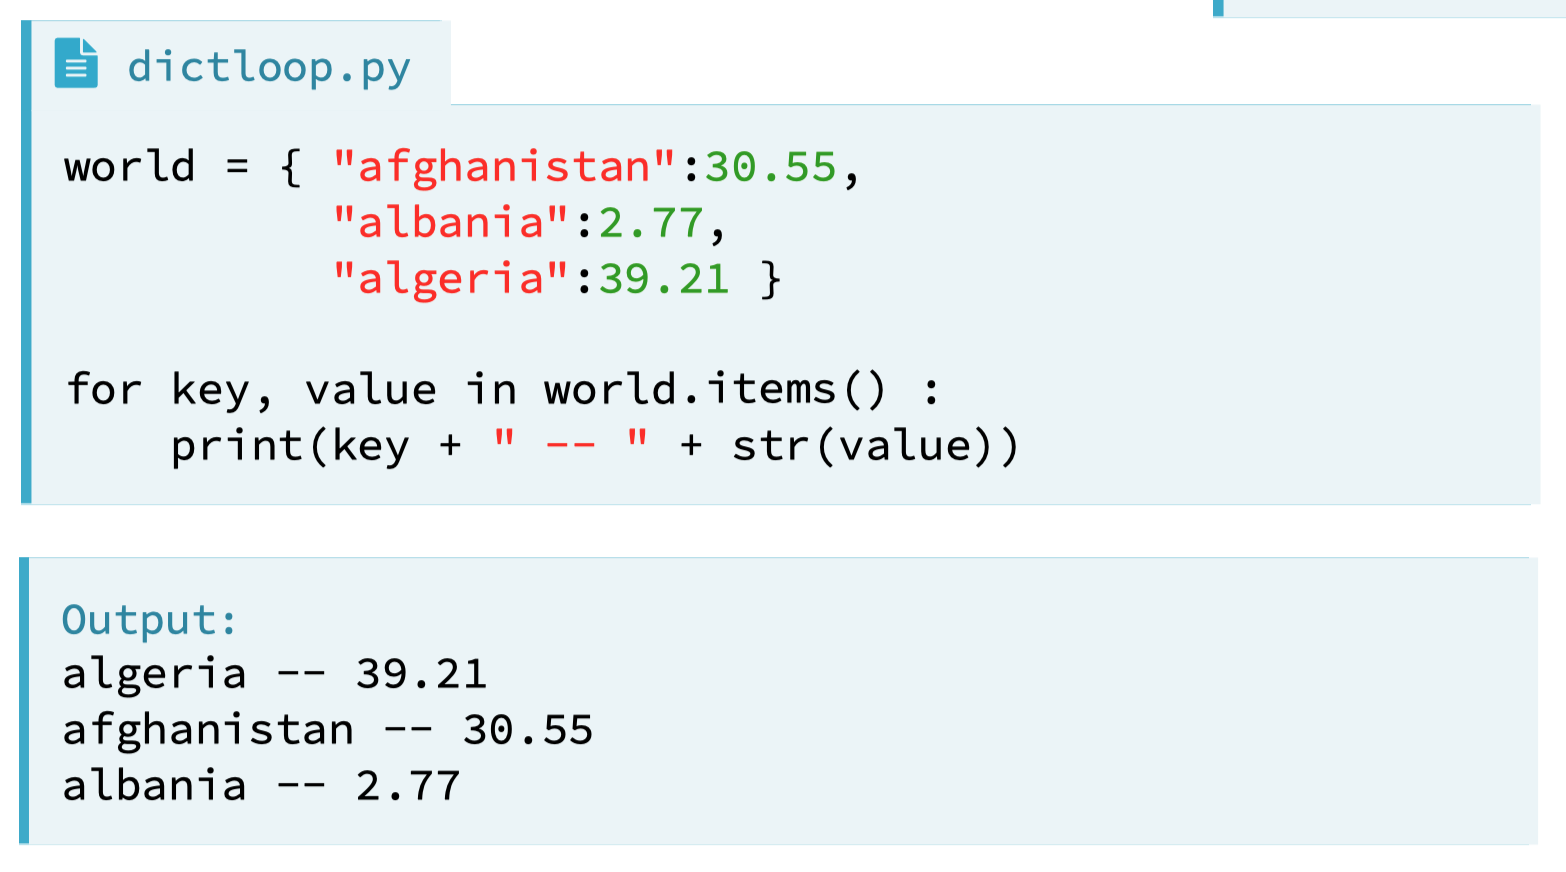 dictloop.py
world = { "afghanistan":30.55,
          "albania":2.77,
          "algeria":39.21 }
for key, value in world.items() :
    print(key + " -- " + str(value))
Output:
algeria -- 39.21
afghanistan -- 30.55
albania -- 2.77